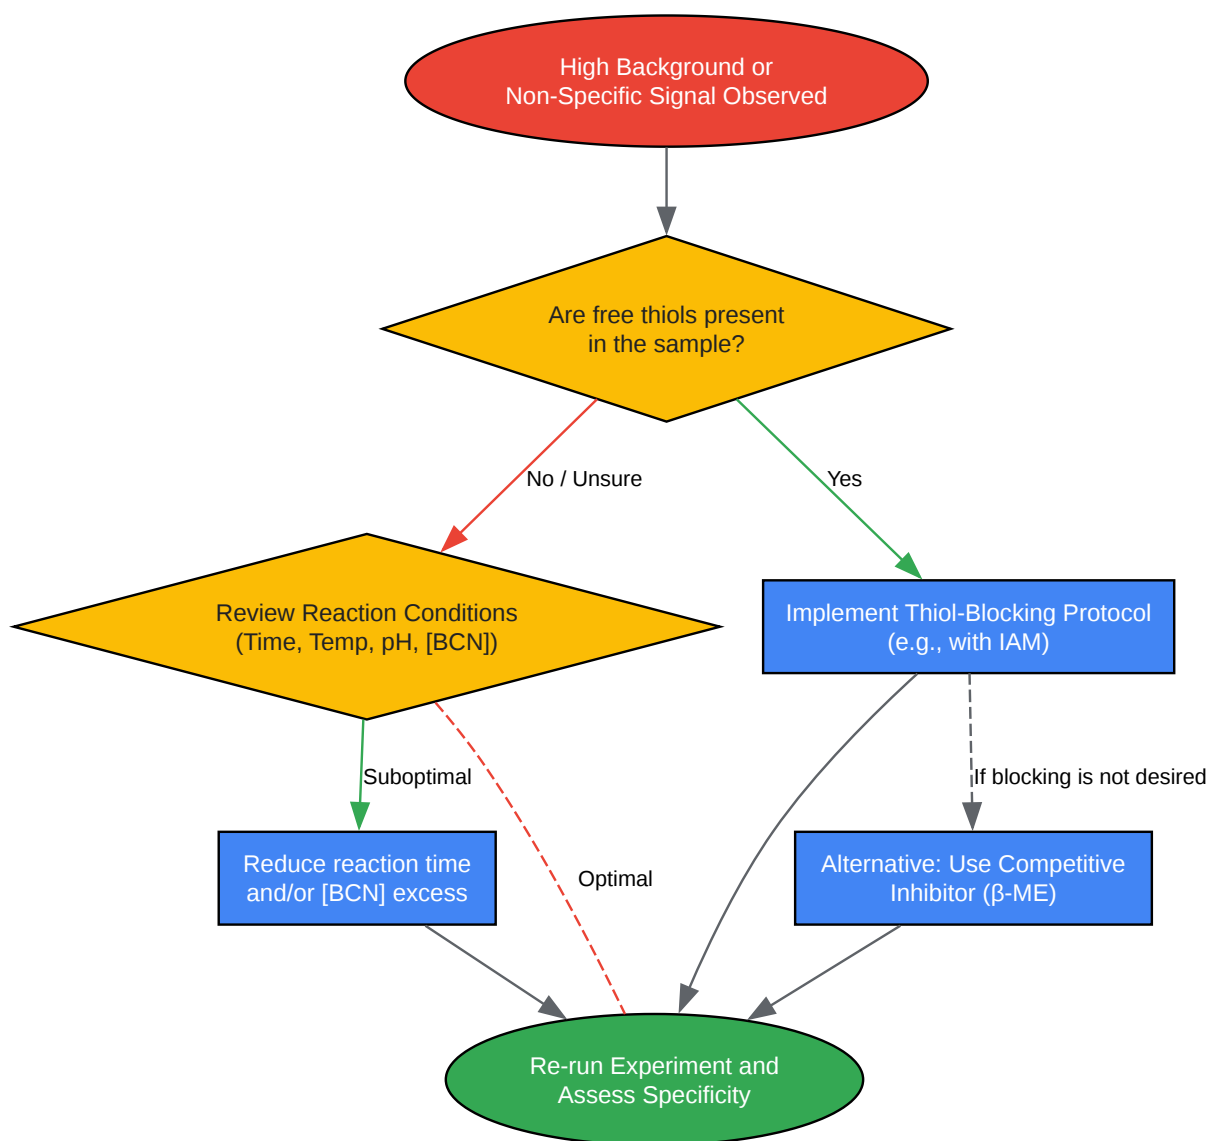 High Background or
Non-Specific Signal Observed
Are free thiols present
in the sample?
No / Unsure
Yes
Review Reaction Conditions
(Time, Temp, pH, [BCN])
Implement Thiol-Blocking Protocol
(e.g., with IAM)
Suboptimal
If blocking is not desired
Reduce reaction time
and/or [BCN] excess
Optimal
Alternative: Use Competitive
Inhibitor (β-ME)
Re-run Experiment and
Assess Specificity